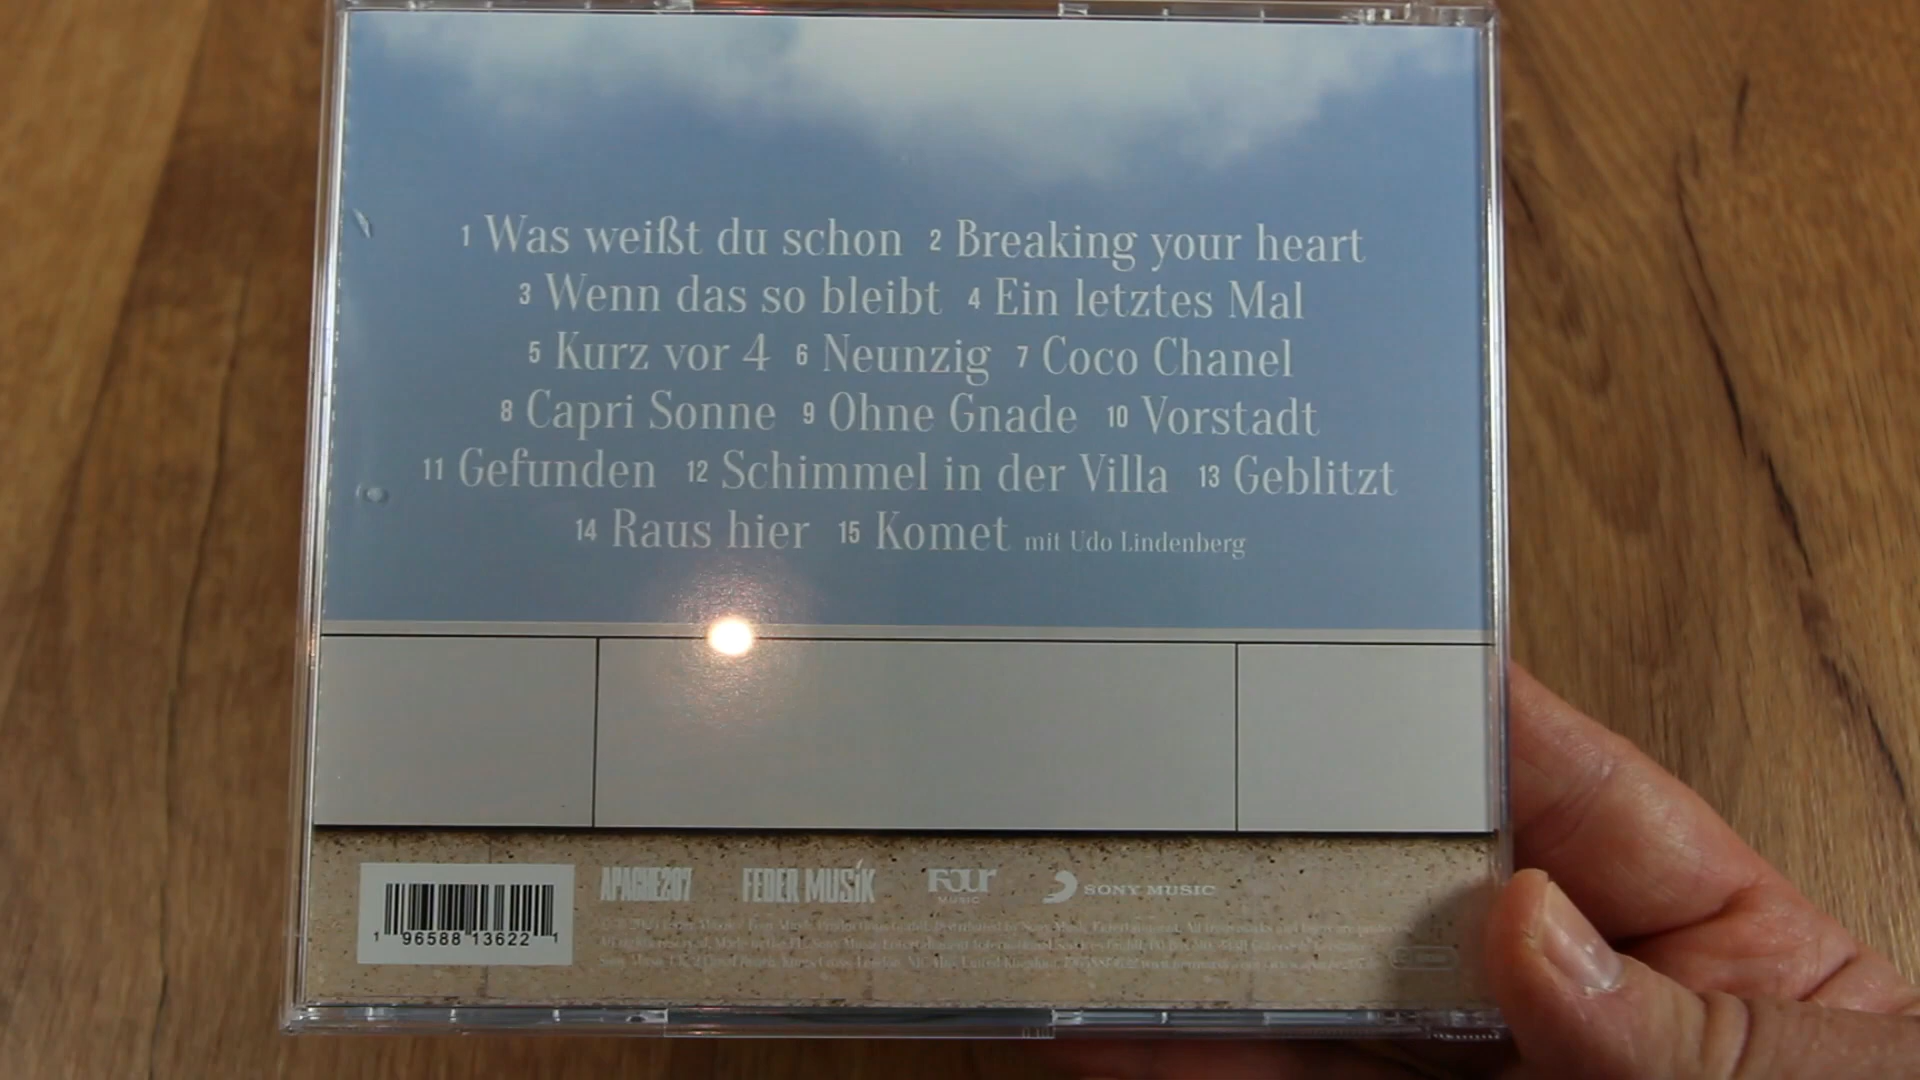 1 Was weißt du schon 2 Breaking your heart
3 Wenn das so bleibt 4 Ein letztes Mal
5 Kurz vor 4 6 Neunzig 7 Coco Chanel
8 Capri Sonne 9 Ohne Gnade 10 Vorstadt
11 Gefunden 12 Schimmel in der Villa 13 Geblitzt
14 Raus hier 15 Komet mit Udo Lindenberg
APACHE207 FEDER MUSIK FOUR MUSIC SONY MUSIC
1 96588 13622 1